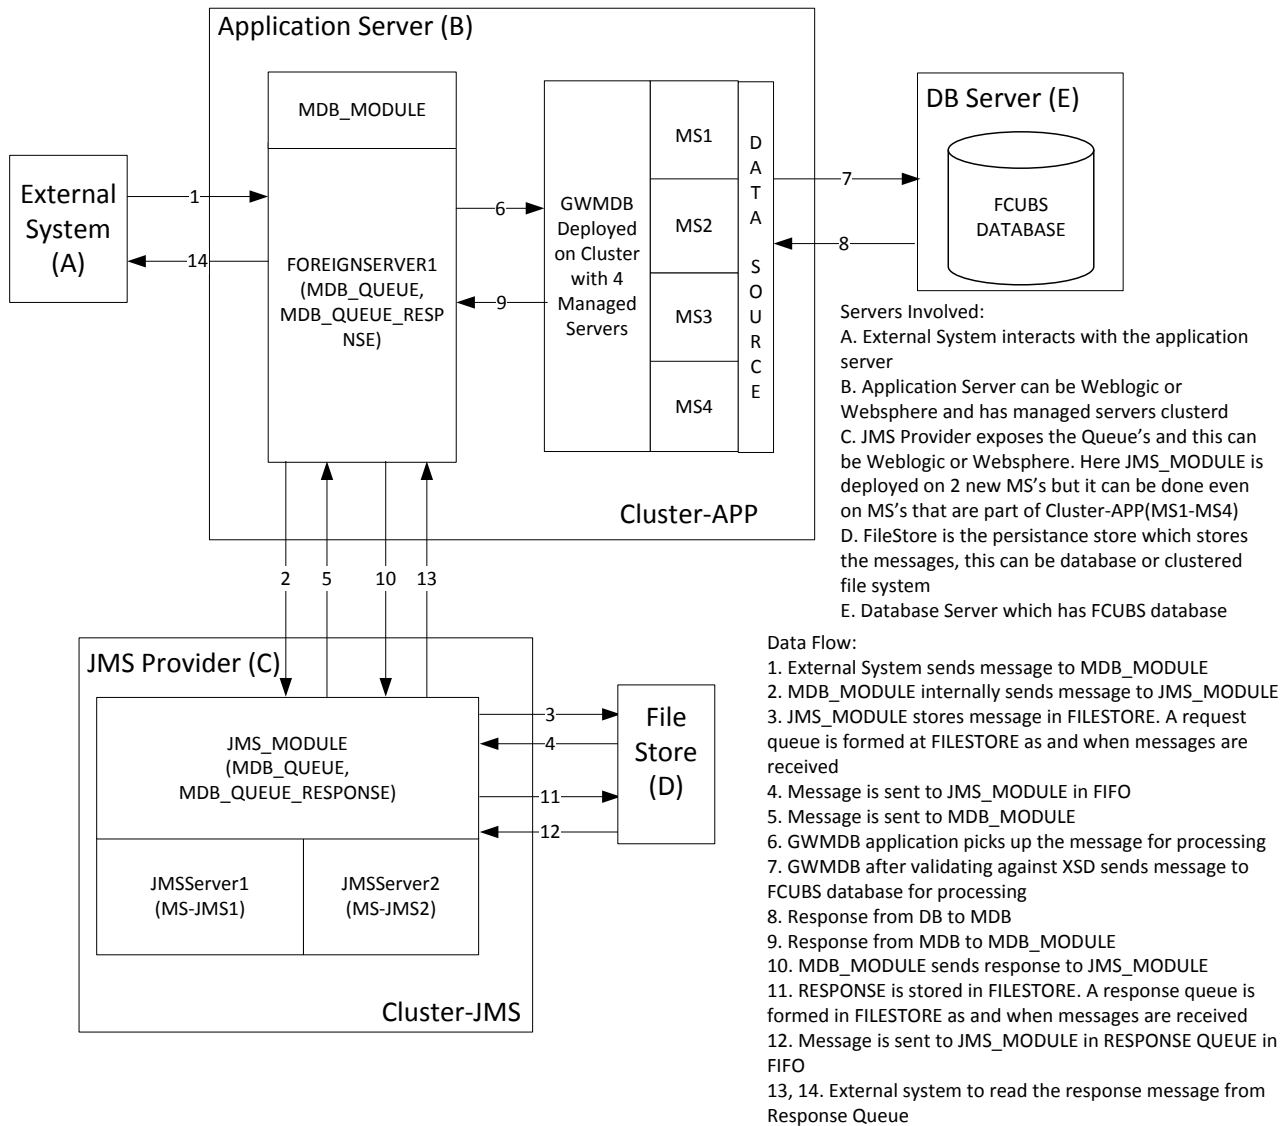 Application Server (B)
MDB_MODULE
FOREIGNSERVER1
(MDB_QUEUE,
MDB_QUEUE_RESP
NSE)
External
System
(A)
1
14
6
9
GWMDB
Deployed
on Cluster
with 4
Managed
Servers
MS1
MS2
MS3
MS4
D
A
T
A
S
O
U
R
C
E
7
8
DB Server (E)
FCUBS
DATABASE
Cluster-APP
2
5
10
13
JMS Provider (C)
JMS_MODULE
(MDB_QUEUE,
MDB_QUEUE_RESPONSE)
JMSServer1
(MS-JMS1)
JMSServer2
(MS-JMS2)
Cluster-JMS
3
4
11
12
File
Store
(D)
Servers Involved:
A. External System interacts with the application
server
B. Application Server can be Weblogic or
Websphere and has managed servers clusterd
C. JMS Provider exposes the Queue’s and this can
be Weblogic or Websphere. Here JMS_MODULE is
deployed on 2 new MS’s but it can be done even
on MS’s that are part of Cluster-APP(MS1-MS4)
D. FileStore is the persistance store which stores
the messages, this can be database or clustered
file system
E. Database Server which has FCUBS database
Data Flow:
1. External System sends message to MDB_MODULE
2. MDB_MODULE internally sends message to JMS_MODULE
3. JMS_MODULE stores message in FILESTORE. A request
queue is formed at FILESTORE as and when messages are
received
4. Message is sent to JMS_MODULE in FIFO
5. Message is sent to MDB_MODULE
6. GWMDB application picks up the message for processing
7. GWMDB after validating against XSD sends message to
FCUBS database for processing
8. Response from DB to MDB
9. Response from MDB to MDB_MODULE
10. MDB_MODULE sends response to JMS_MODULE
11. RESPONSE is stored in FILESTORE. A response queue is
formed in FILESTORE as and when messages are received
12. Message is sent to JMS_MODULE in RESPONSE QUEUE in
FIFO
13, 14. External system to read the response message from
Response Queue